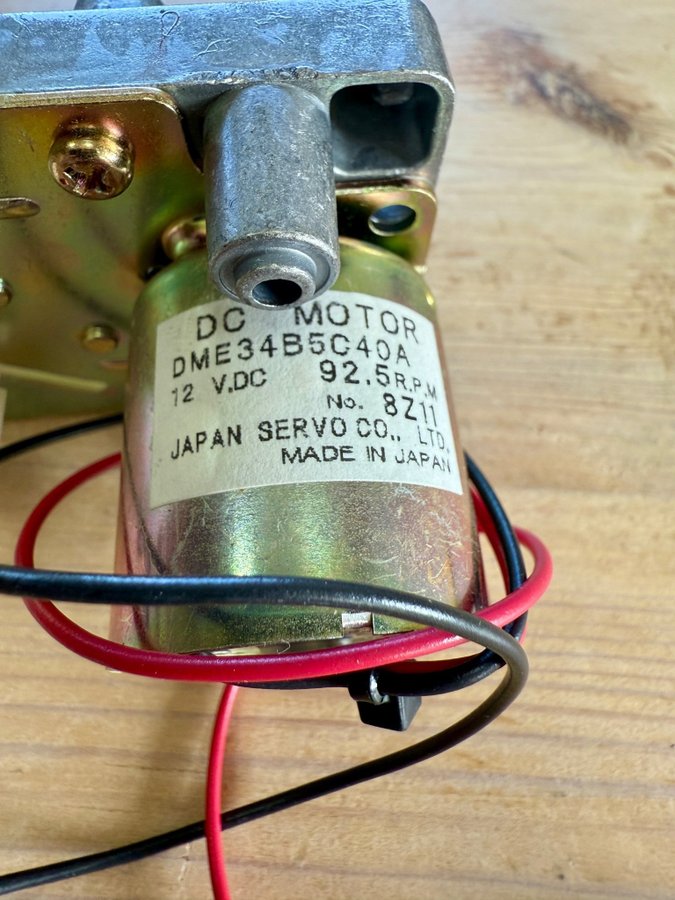 DC MOTOR
DME34B5C40A
12 V.DC 92.5 R.P.M
No. 8Z11
JAPAN SERVO CO., LTD.
MADE IN JAPAN